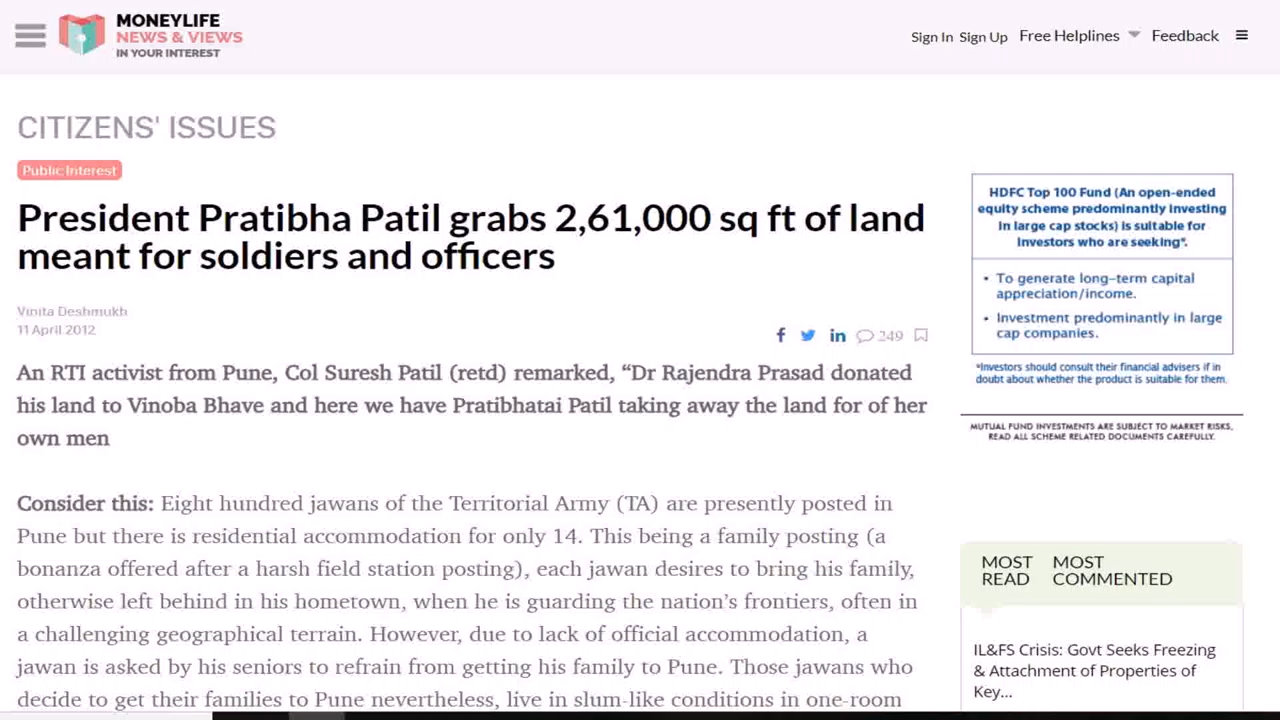 MONEYLIFE
NEWS & VIEWS
IN YOUR INTEREST
Sign In Sign Up Free Helplines Feedback
CITIZENS' ISSUES
Public Interest
President Pratibha Patil grabs 2,61,000 sq ft of land
meant for soldiers and officers
Vinita Deshmukh
11 April 2012
249
An RTI activist from Pune, Col Suresh Patil (retd) remarked, “Dr Rajendra Prasad donated
his land to Vinoba Bhave and here we have Pratibhatai Patil taking away the land for of her
own men
Consider this: Eight hundred jawans of the Territorial Army (TA) are presently posted in
Pune but there is residential accommodation for only 14. This being a family posting (a
bonanza offered after a harsh field station posting), each jawan desires to bring his family,
otherwise left behind in his hometown, when he is guarding the nation’s frontiers, often in
a challenging geographical terrain. However, due to lack of official accommodation, a
jawan is asked by his seniors to refrain from getting his family to Pune. Those jawans who
decide to get their families to Pune nevertheless, live in slum-like conditions in one-room
HDFC Top 100 Fund (An open-ended
equity scheme predominantly investing
in large cap stocks) is suitable for
investors who are seeking*.
• To generate long-term capital
appreciation/income.
• Investment predominantly in large
cap companies.
*Investors should consult their financial advisers if in
doubt about whether the product is suitable for them.
MUTUAL FUND INVESTMENTS ARE SUBJECT TO MARKET RISKS,
READ ALL SCHEME RELATED DOCUMENTS CAREFULLY.
MOST READ
MOST COMMENTED
IL&FS Crisis: Govt Seeks Freezing
& Attachment of Properties of
Key...